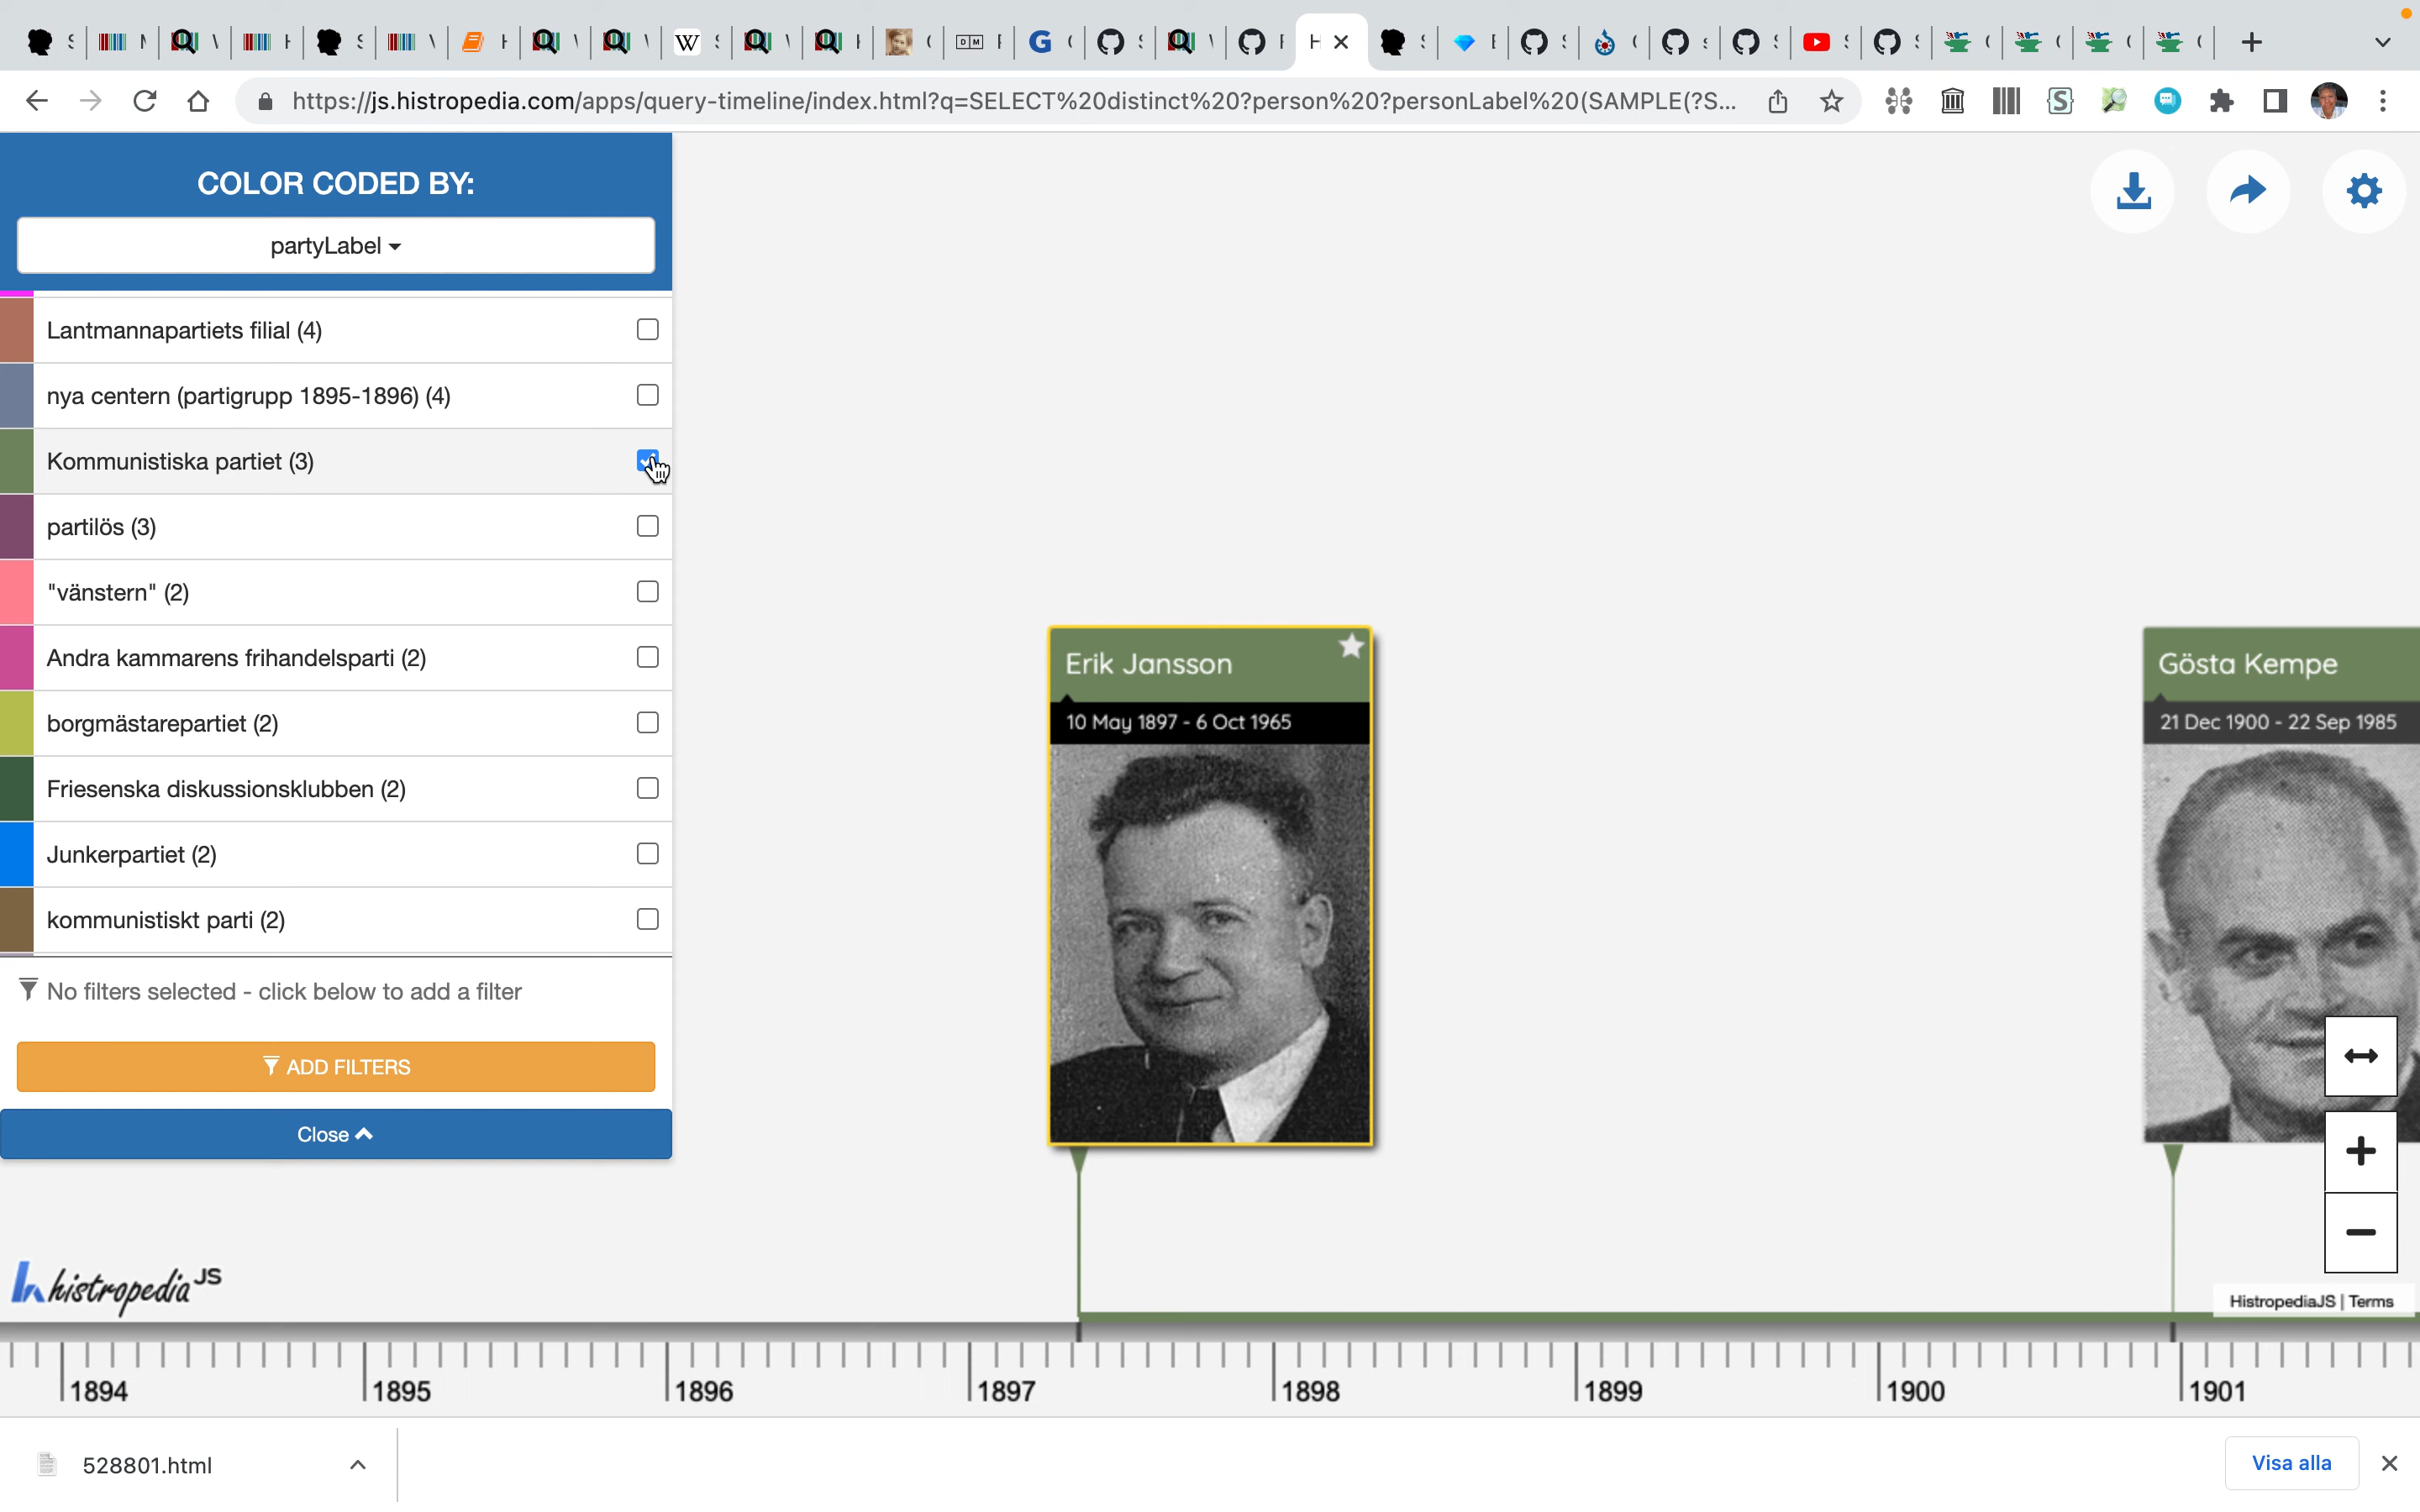 https://js.histropedia.com/apps/query-timeline/index.html?q=SELECT%20distinct%20?person%20?personLabel%20(SAMPLE(?S...
COLOR CODED BY:
partyLabel
Lantmannapartiets filial (4)
nya centern (partigrupp 1895-1896) (4)
Kommunistiska partiet (3)
partilös (3)
"vänstern" (2)
Andra kammarens frihandelsparti (2)
borgmästarepartiet (2)
Friesenska diskussionsklubben (2)
Junkerpartiet (2)
kommunistiskt parti (2)
No filters selected - click below to add a filter
ADD FILTERS
Close
Erik Jansson
10 May 1897 - 6 Oct 1965
Gösta Kempe
21 Dec 1900 - 22 Sep 1985
histropedia JS
HistropediaJS | Terms
1894 1895 1896 1897 1898 1899 1900 1901
528801.html
Visa alla